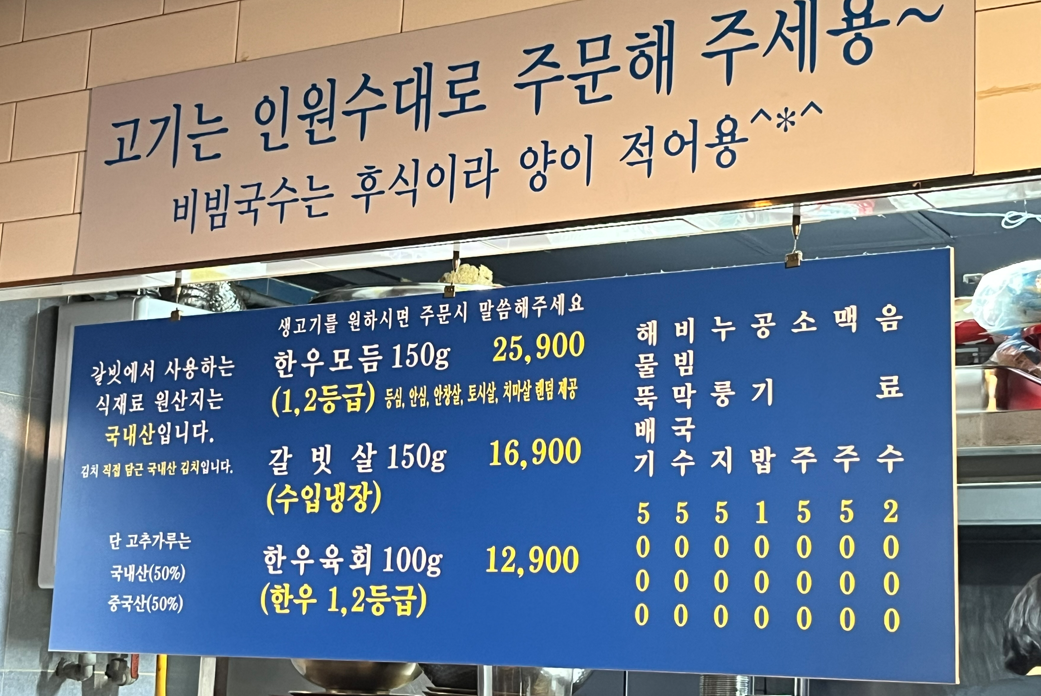 고기는 인원수대로 주문해 주세용~
비빔국수는 후식이라 양이 적어용^*^
갈빗에서 사용하는
식재료 원산지는
국내산입니다.
김치 직접 담근 국내산 김치입니다.
단 고추가루는
국내산(50%)
중국산(50%)
생고기를 원하시면 주문시 말씀해주세요
한우모듬 150g 25,900
(1,2등급) 등심, 안심, 안창살, 토시살, 치마살 랜덤 제공
갈 빗 살 150g 16,900
(수입냉장)
한우육회 100g 12,900
(한우 1,2등급)
해물뚝배기 5000
비빔막국수 5000
누룽지 5000
공기밥 1000
소주 5000
맥주 5000
음료수 2000